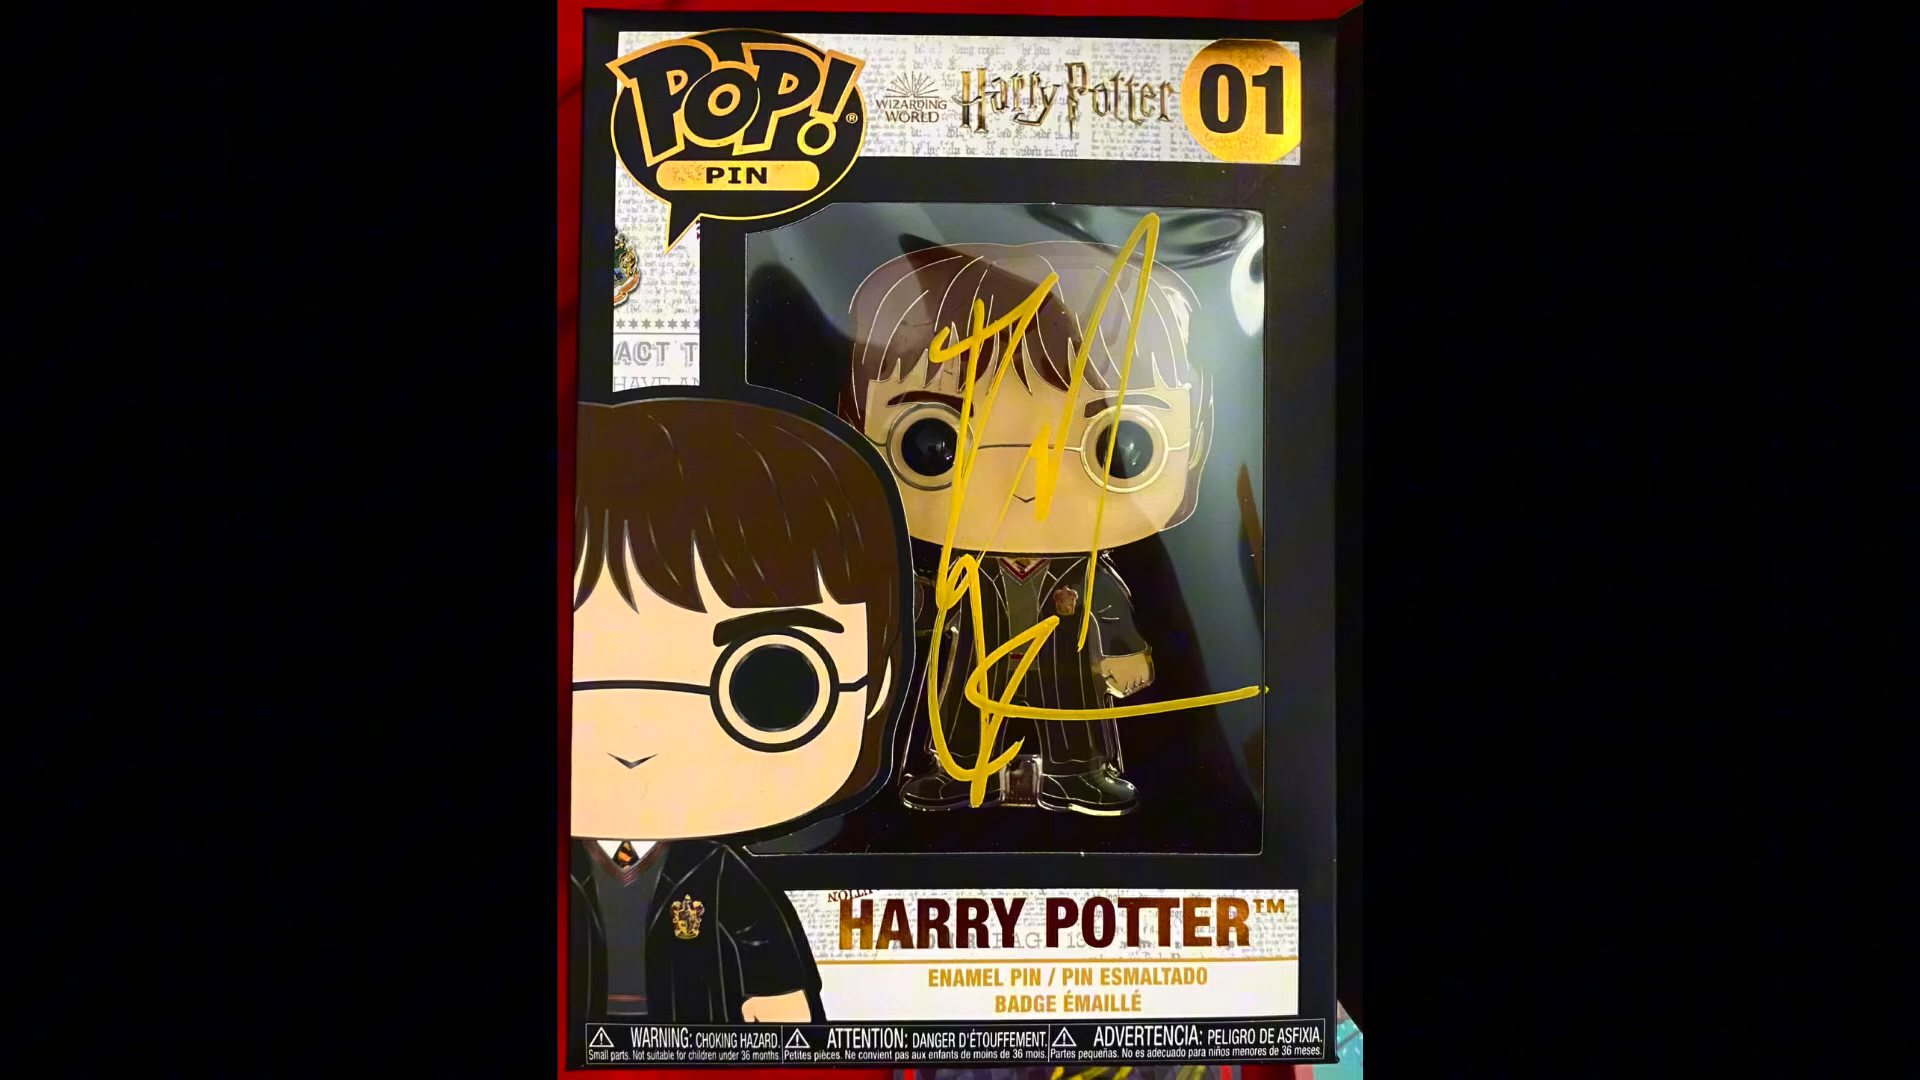 POP!®
PIN
WIZARDING
WORLD
Harry Potter
01
ACT T
HAVE AN
HARRY POTTER™
ENAMEL PIN / PIN ESMALTADO
BADGE ÉMAILLÉ
WARNING: CHOKING HAZARD.
Small parts. Not suitable for children under 36 months.
ATTENTION: DANGER D'ÉTOUFFEMENT.
Petites pièces. Ne convient pas aux enfants de moins de 36 mois.
ADVERTENCIA: PELIGRO DE ASFIXIA.
Partes pequeñas. No es adecuado para niños menores de 36 meses.